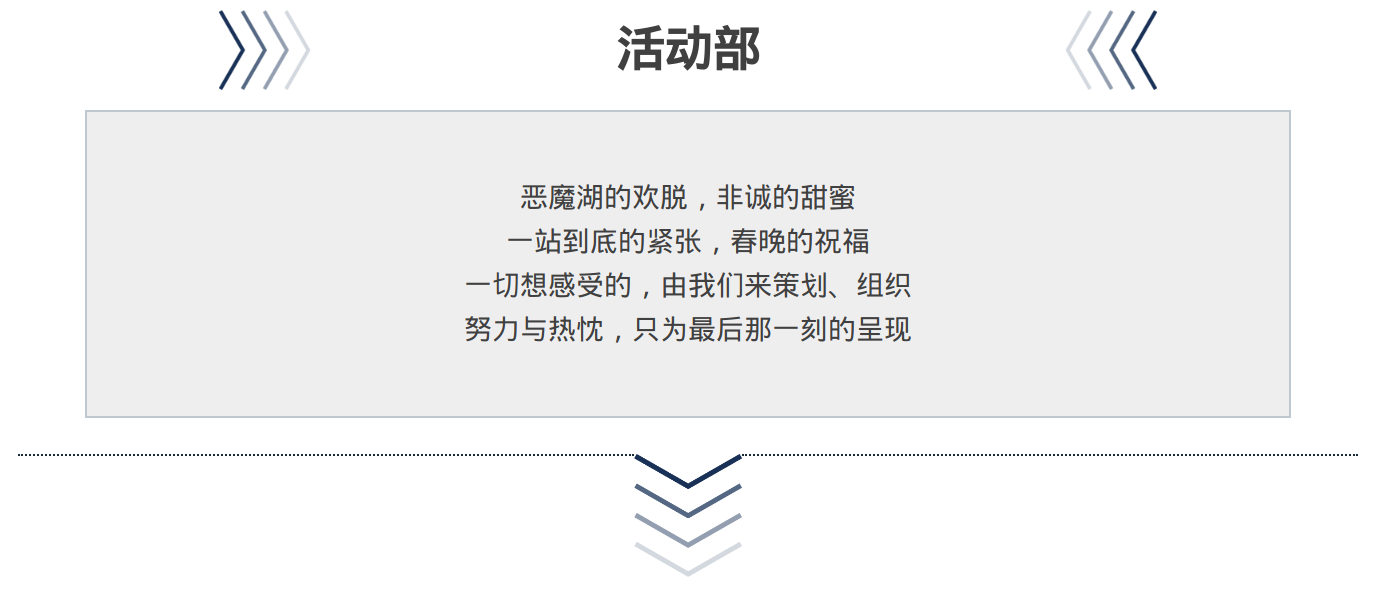 活动部
恶魔湖的欢脱，非诚的甜蜜
一站到底的紧张，春晚的祝福
一切想感受的，由我们来策划、组织
努力与热忱，只为最后那一刻的呈现